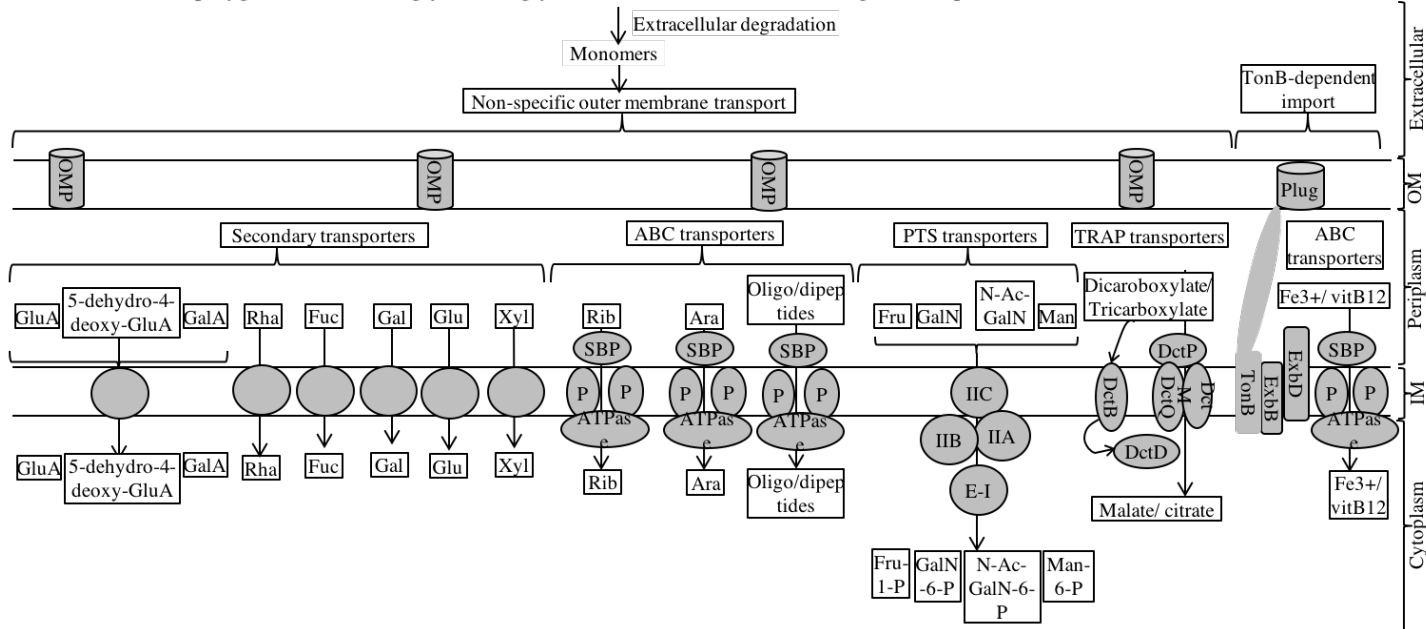 Extracellular degradation
Monomers
Non-specific outer membrane transport
TonB-dependent
import
Extracellular
OMP
OMP
OMP
OMP
Plug
OM
Secondary transporters
ABC transporters
PTS transporters
TRAP transporters
ABC
transporters
Periplasm
GluA
5-dehydro-4-
deoxy-GluA
GalA
Rha
Fuc
Gal
Glu
Xyl
Rib
Ara
Oligo/dipep
tides
Fru
GalN
N-Ac-
GalN
Man
Dicaroboxylate/
Tricarboxylate
Fe3+/ vitB12
SBP
SBP
SBP
DctP
SBP
P
P
P
P
P
P
IIC
DctB
DctQ
Dct
M
TonB
ExbB
ExbD
P
P
IM
ATPas
e
ATPas
e
ATPas
e
ATPas
e
IIB
IIA
DctD
E-I
GluA
5-dehydro-4-
deoxy-GluA
GalA
Rha
Fuc
Gal
Glu
Xyl
Rib
Ara
Oligo/dipep
tides
Malate/ citrate
Fe3+/
vitB12
Cytoplasm
Fru-
1-P
GalN
-6-P
N-Ac-
GalN-6-
P
Man-
6-P